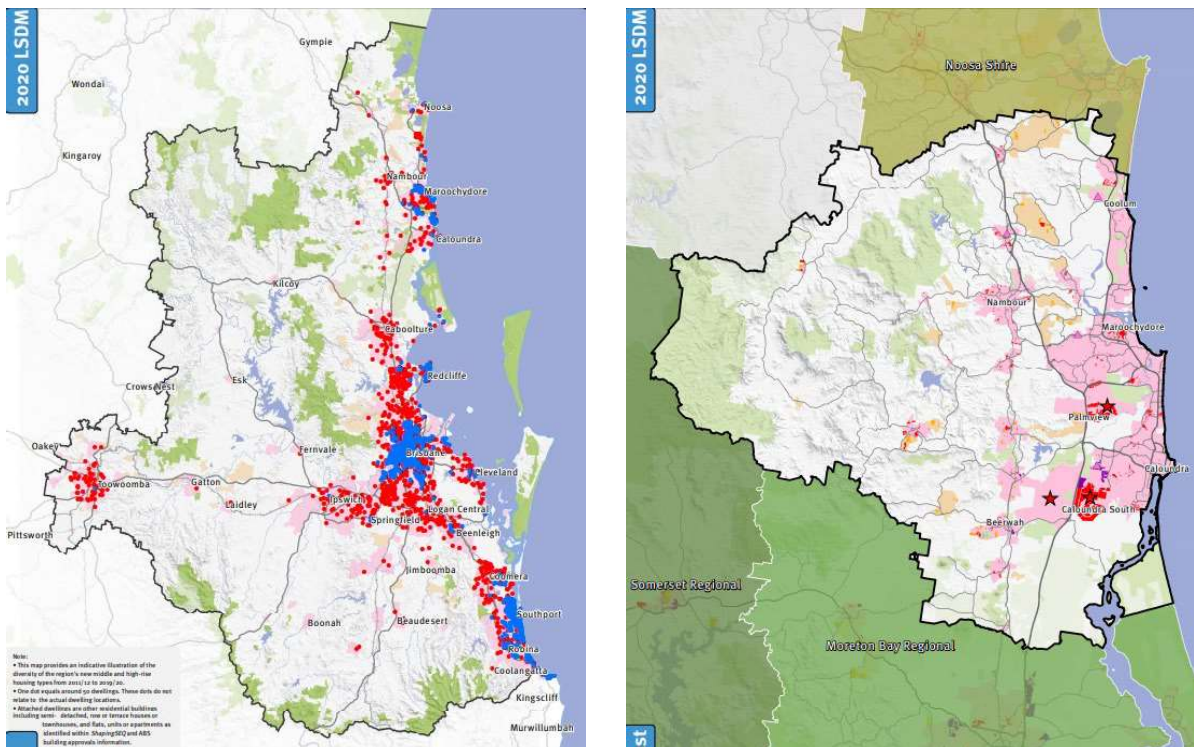 2020 LSDM
Gympie
Wondai
Noosa
Kingaroy
Nambour
Maroochydore
Caloundra
Kilcoy
Caboolture
Esk
Redcliffe
Crows Nest
Oakey
Fernvale
Brisbane
Toowoomba
Gatton
Cleveland
Laidley
Ipswich
Logan Central
Springfield
Pittsworth
Beenleigh
Jimboomba
Coomera
Boonah
Beaudesert
Southport
Robina
Coolangatta
Kingscliff
Murwillumbah
Note:
• This map provides an indicative illustration of the
diversity of the region's new middle and high-rise
housing types from 2011/12 to 2019/20.
• One dot equals around 50 dwellings. These dots do not
relate to the actual dwelling locations.
• Attached dwellings are other residential buildings
including semi- detached, row or terrace houses or
townhouses, and flats, units or apartments as
identified within ShapingSEQ and ABS
building approvals information.
2020 LSDM
Noosa Shire
Coolum
Nambour
Maroochydore
Palmview
Caloundra
Caloundra South
Beerwah
Somerset Regional
Moreton Bay Regional
st